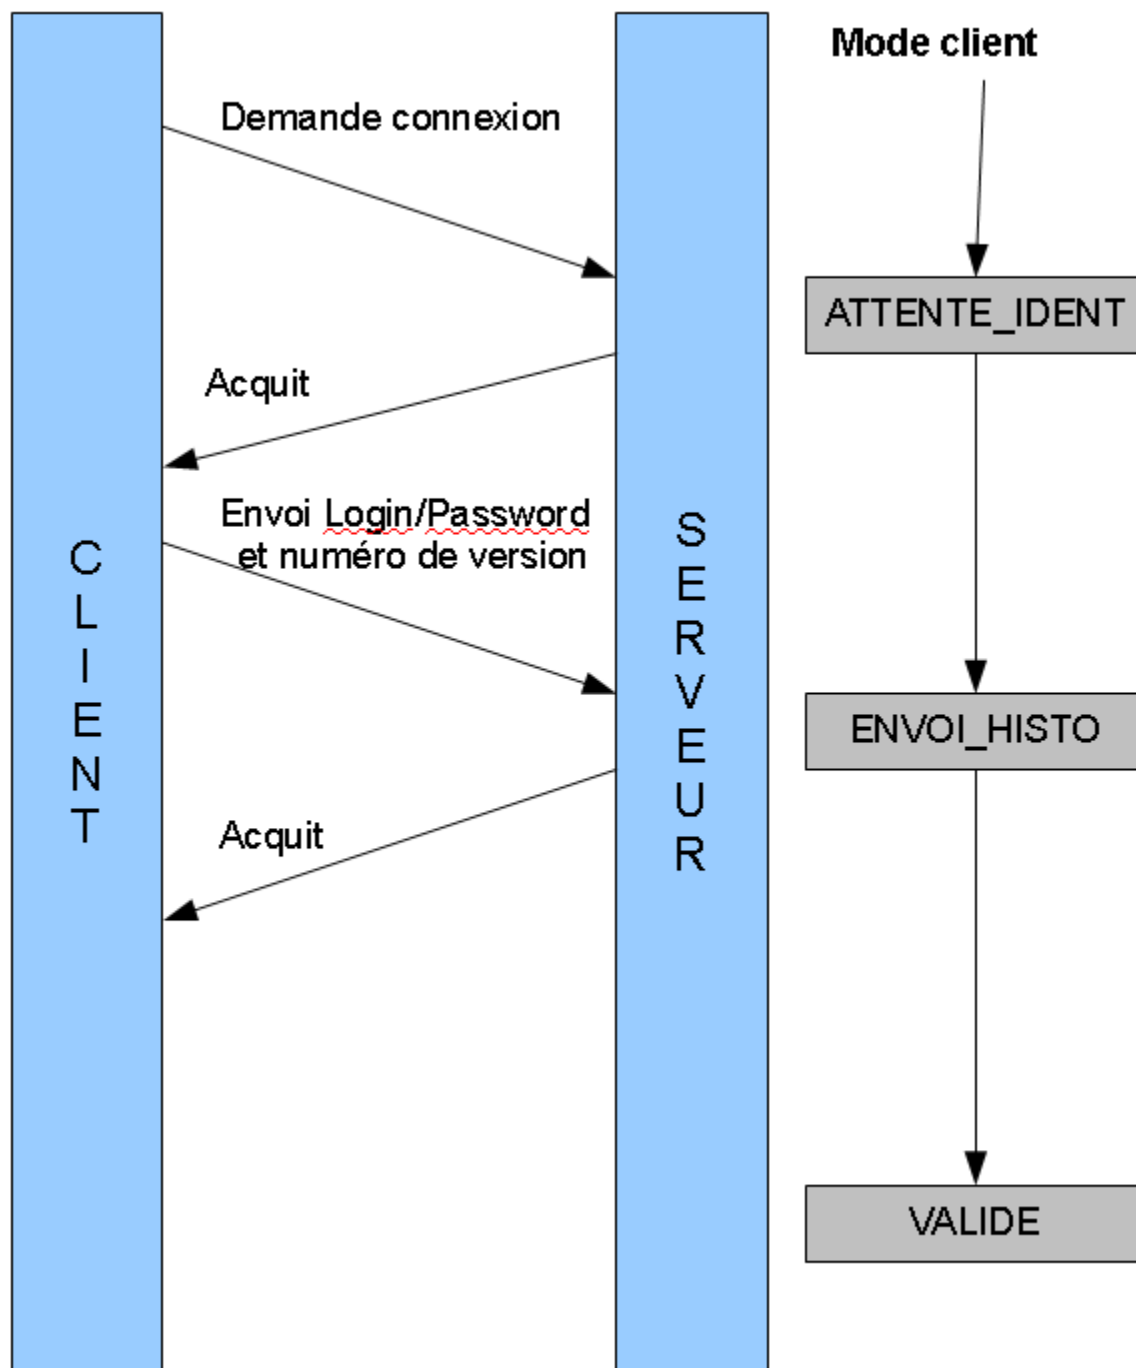 Mode client
Demande connexion
ATTENTE_IDENT
Acquit
Envoi Login/Password
et numéro de version
CLIENT
SERVEUR
ENVOI_HISTO
Acquit
VALIDE